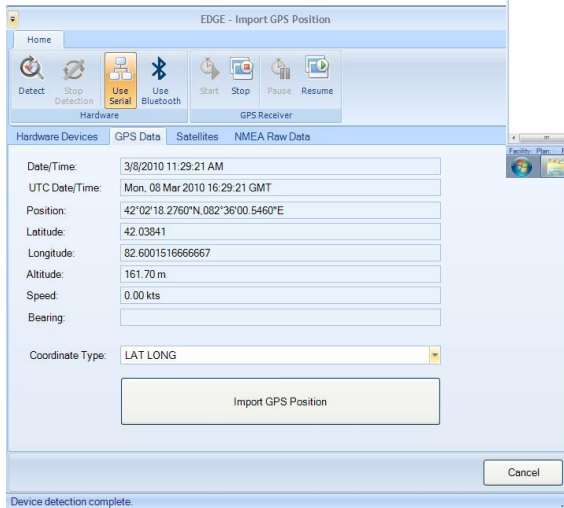 EDGE - Import GPS Position
Home
Detect Stop Detection Use Serial Use Bluetooth Start Stop Pause Resume
Hardware GPS Receiver
Hardware Devices GPS Data Satellites NMEA Raw Data
Date/Time: 3/8/2010 11:29:21 AM
UTC Date/Time: Mon, 08 Mar 2010 16:29:21 GMT
Position: 42°02'18.2760"N,082°36'00.5460"E
Latitude: 42.03841
Longitude: 82.6001516666667
Altitude: 161.70 m
Speed: 0.00 kts
Bearing:
Coordinate Type: LAT LONG
Import GPS Position
Cancel
Device detection complete.
Facility Plan